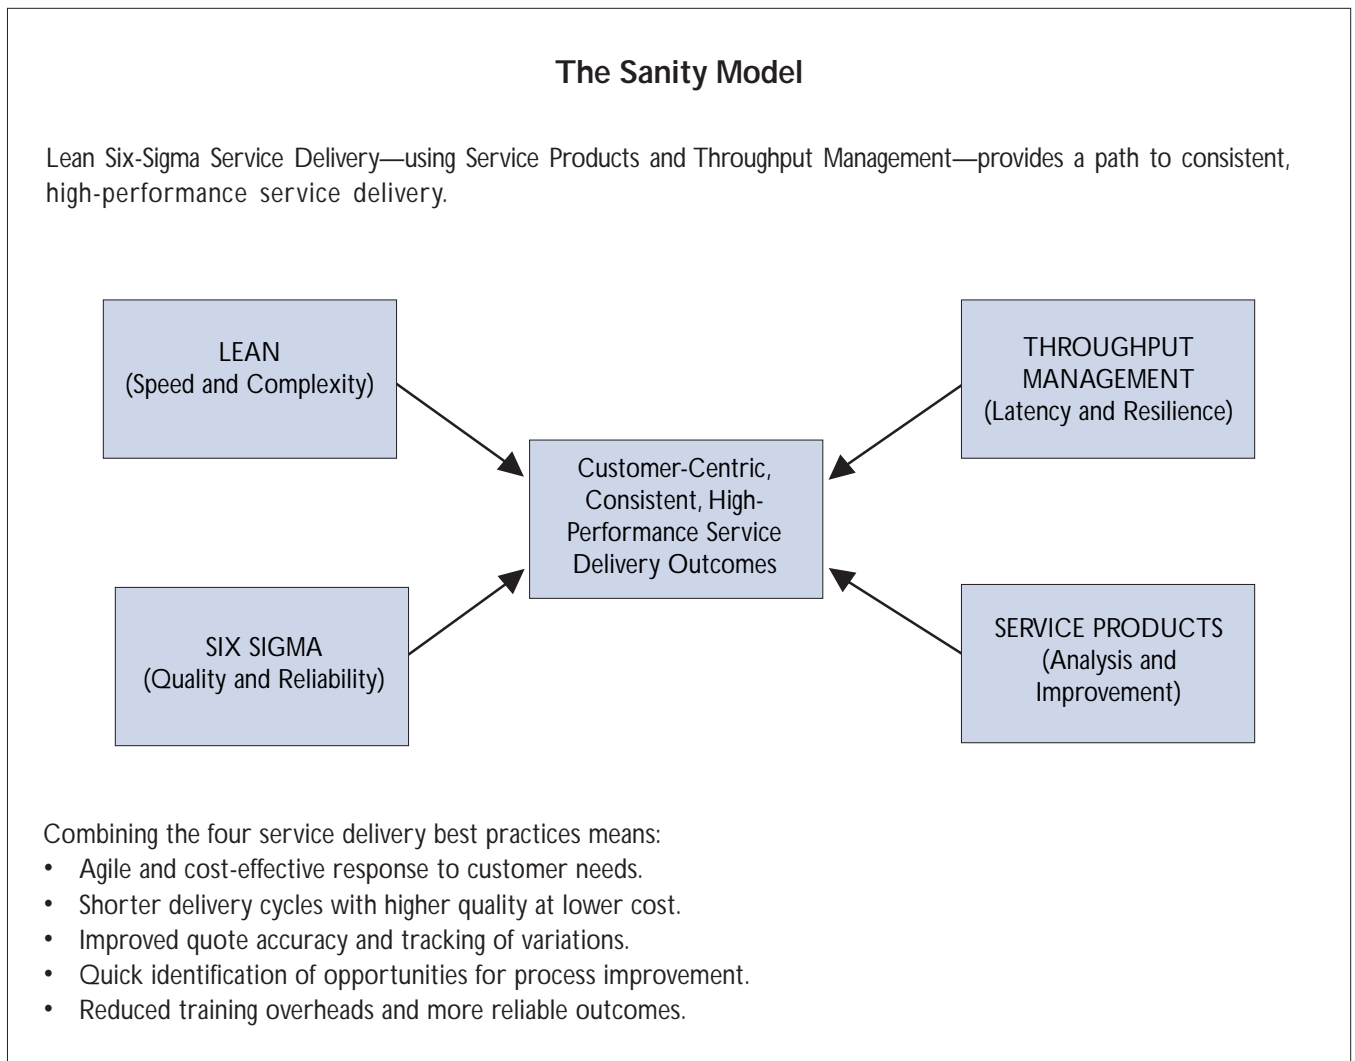 The Sanity Model
Lean Six-Sigma Service Delivery—using Service Products and Throughput Management—provides a path to consistent,
high-performance service delivery.
LEAN
(Speed and Complexity)
THROUGHPUT
MANAGEMENT
(Latency and Resilience)
Customer-Centric,
Consistent, High-
Performance Service
Delivery Outcomes
SIX SIGMA
(Quality and Reliability)
SERVICE PRODUCTS
(Analysis and
Improvement)
Combining the four service delivery best practices means:
• Agile and cost-effective response to customer needs.
• Shorter delivery cycles with higher quality at lower cost.
• Improved quote accuracy and tracking of variations.
• Quick identification of opportunities for process improvement.
• Reduced training overheads and more reliable outcomes.